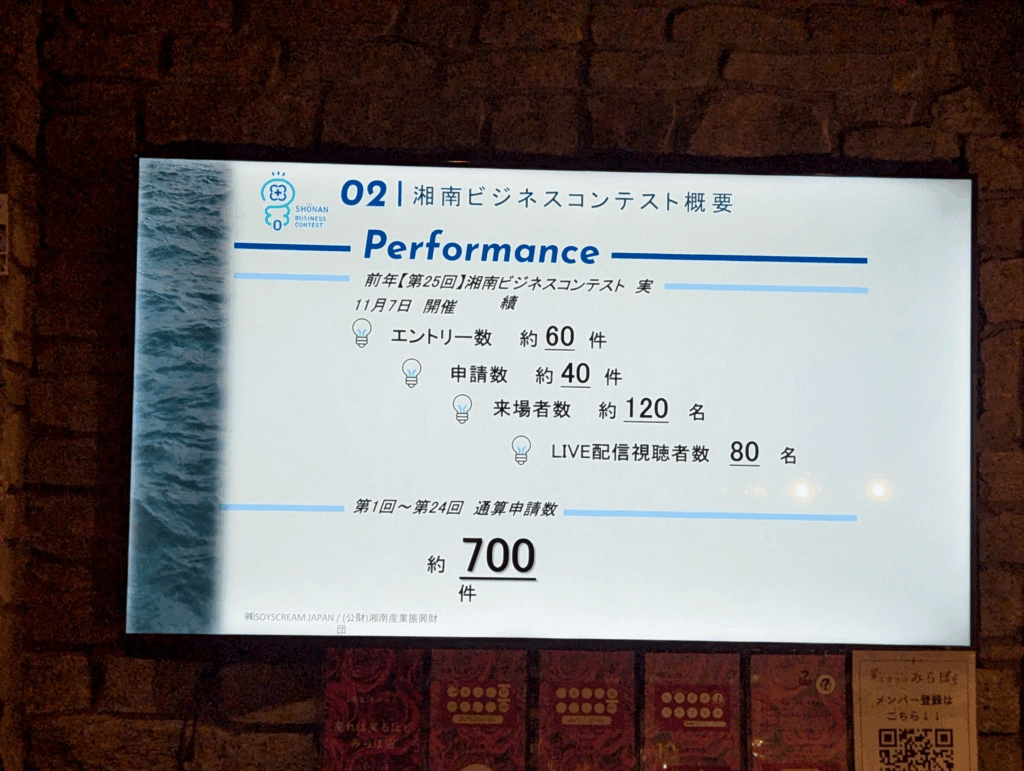 SHŌNAN
BUSINESS
CONTEST
02 | 湘南ビジネスコンテスト概要
Performance
前年【第25回】湘南ビジネスコンテスト 実
績
11月7日 開催
エントリー数 約 60 件
申請数 約 40 件
来場者数 約 120 名
LIVE配信視聴者数 80 名
第1回～第24回 通算申請数
約 700
件
㈱SOYSCREAM JAPAN / (公財)湘南産業振興財
団
メンバー登録は
こちら！！